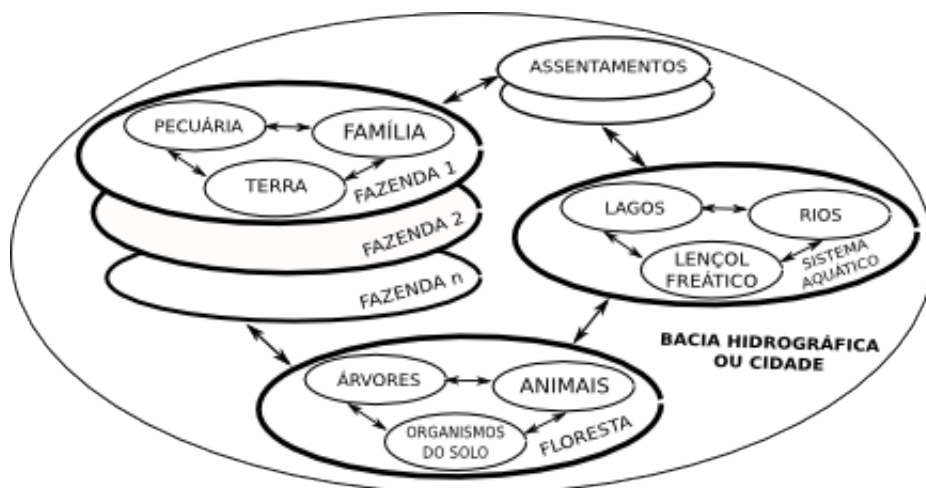 ASSENTAMENTOS
PECUÁRIA
FAMÍLIA
TERRA
FAZENDA 1
FAZENDA 2
FAZENDA n
LAGOS
RIOS
LENÇOL
FREÁTICO
SISTEMA
AQUÁTICO
BACIA HIDROGRÁFICA
OU CIDADE
ÁRVORES
ANIMAIS
ORGANISMOS
DO SOLO
FLORESTA